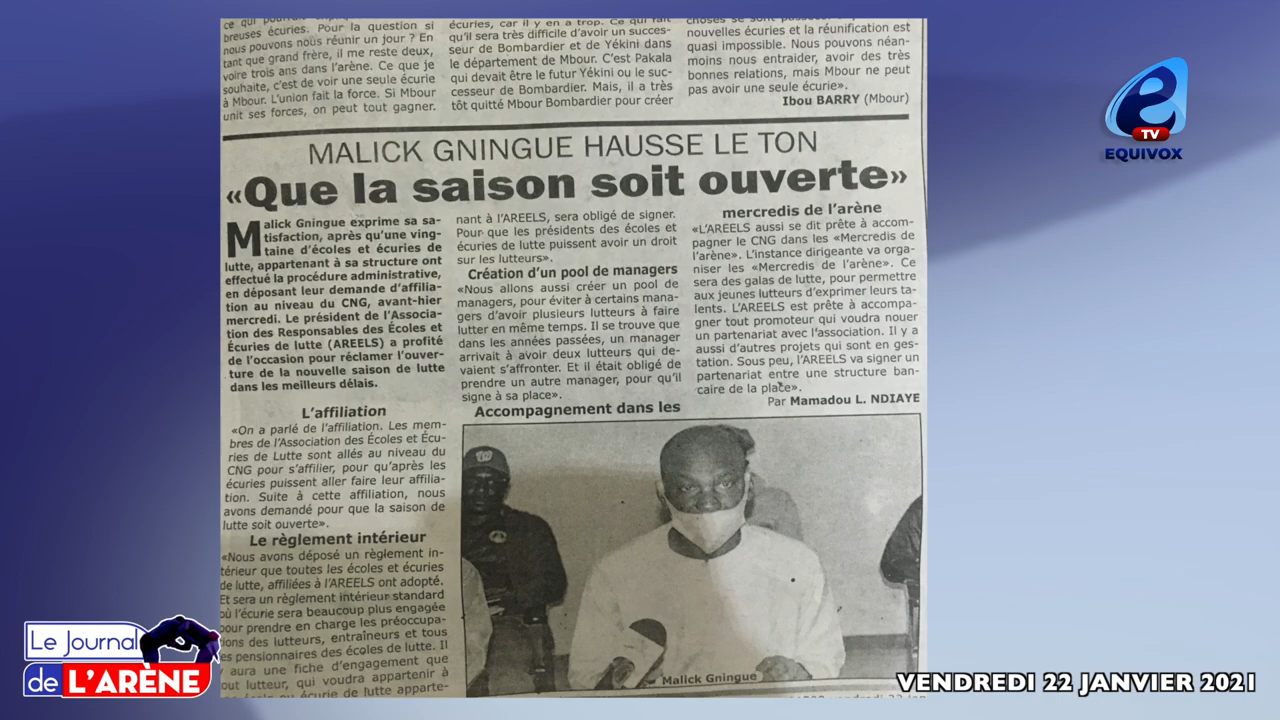 breuses écuries. Pour la question si
nous pouvons nous réunir un jour ? En
tant que grand frère, il me reste deux,
voire trois ans dans l'arène. Ce que je
souhaite, c'est de voir une seule écurie
à Mbour. L'union fait la force. Si Mbour
unit ses forces, on peut tout gagner.
écuries, car il y en a trop. Ce qui fait
qu'il sera très difficile d'avoir un succes-
seur de Bombardier et de Yékini dans
le département de Mbour. C'est Pakala
qui devait être le futur Yékini ou le suc-
cesseur de Bombardier. Mais, il a très
tôt quitté Mbour Bombardier pour créer
nouvelles écuries et la réunification est
quasi impossible. Nous pouvons néan-
moins nous entraider, avoir des très
bonnes relations, mais Mbour ne peut
pas avoir une seule écurie».
Ibou BARRY (Mbour)
MALICK GNINGUE HAUSSE LE TON
«Que la saison soit ouverte»
Malick Gningue exprime sa sa-
tisfaction, après qu'une ving-
taine d'écoles et écuries de
lutte, appartenant à sa structure ont
effectué la procédure administrative,
en déposant leur demande d'affilia-
tion au niveau du CNG, avant-hier
mercredi. Le président de l'Associa-
tion des Responsables des Écoles et
Écuries de lutte (AREELS) a profité
de l'occasion pour réclamer l'ouver-
ture de la nouvelle saison de lutte
dans les meilleurs délais.
L'affiliation
«On a parlé de l'affiliation. Les mem-
bres de l'Association des Écoles et Écu-
ries de Lutte sont allés au niveau du
CNG pour s'affilier, pour qu'après les
écuries puissent aller faire leur affilia-
tion. Suite à cette affiliation, nous
avons demandé pour que la saison de
lutte soit ouverte».
Le règlement intérieur
«Nous avons déposé un règlement in-
térieur que toutes les écoles et écuries
de lutte, affiliées à l'AREELS ont adopté.
Et sera un règlement intérieur standard
où l'écurie sera beaucoup plus engagée
pour prendre en charge les préoccupa-
ions des lutteurs, entraîneurs et tous
es pensionnaires des écoles de lutte. Il
aura une fiche d'engagement que
out lutteur, qui voudra appartenir à
nant à l'AREELS, sera obligé de signer.
Pour que les présidents des écoles et
écuries de lutte puissent avoir un droit
sur les lutteurs».
Création d'un pool de managers
«Nous allons aussi créer un pool de
managers, pour éviter à certains mana-
gers d'avoir plusieurs lutteurs à faire
lutter en même temps. Il se trouve que
dans les années passées, un manager
arrivait à avoir deux lutteurs qui de-
vaient s'affronter. Et il était obligé de
prendre un autre manager, pour qu'il
signe à sa place».
Accompagnement dans les
mercredis de l'arène
«L'AREELS aussi se dit prête à accom-
pagner le CNG dans les «Mercredis de
l'arène». L'instance dirigeante va orga-
niser les «Mercredis de l'arène». Ce
sera des galas de lutte, pour permettre
aux jeunes lutteurs d'exprimer leurs ta-
lents. L'AREELS est prête à accompa-
gner tout promoteur qui voudra nouer
un partenariat avec l'association. Il y a
aussi d'autres projets qui sont en ges-
tation. Sous peu, l'AREELS va signer un
partenariat entre une structure ban-
caire de la place».
Par Mamadou L. NDIAYE
Malick Gningue
e
TV
EQUIVOX
Le Journal
de L'ARÈNE
VENDREDI 22 JANVIER 2021